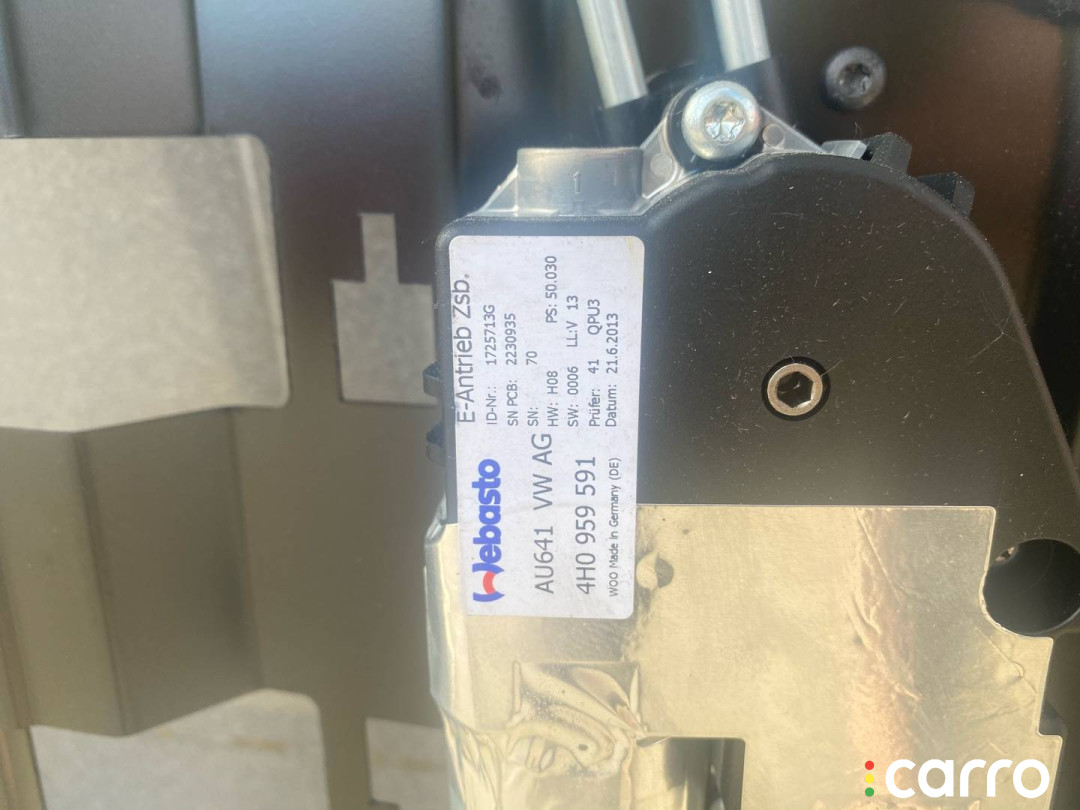 E-Antrieb Zsb.
ID-Nr.: 1725713G
SN PCB: 2230935
SN: 70
HW: H08 PS: 50.030
SW: 0006 LL:V 13
Prüfer: 41 QPU3
Datum: 21.6.2013
Webasto
AU641 VW AG
4H0 959 591
WOO Made in Germany (DE)
carro